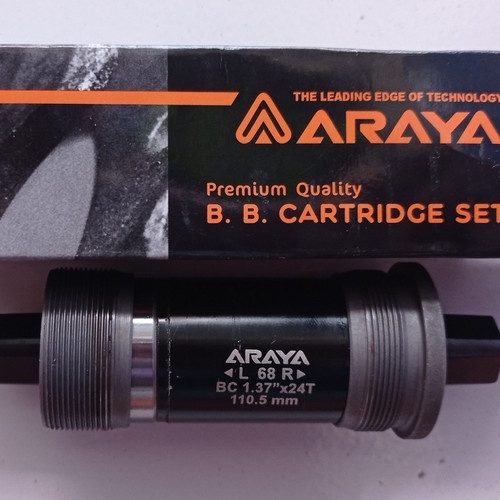 THE LEADING EDGE OF TECHNOLOGY
ARAYA
Premium Quality
B. B. CARTRIDGE SET
ARAYA
◄L 68 R►
BC 1.37"x24T
110.5 mm